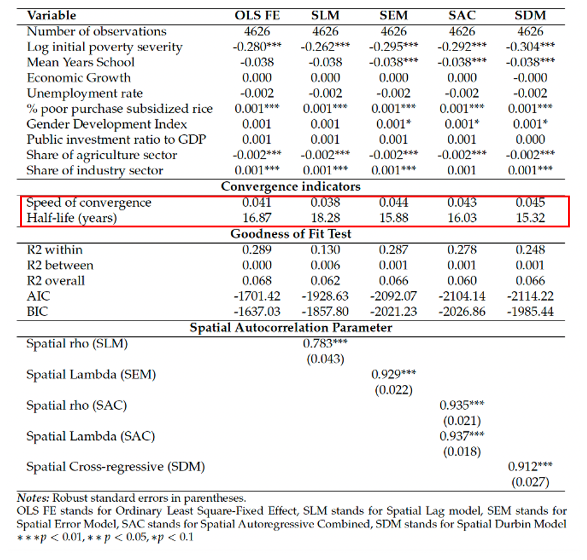 Variable OLS FE SLM SEM SAC SDM
Number of observations 4626 4626 4626 4626 4626
Log initial poverty severity -0.280*** -0.262*** -0.295*** -0.292*** -0.304***
Mean Years School -0.038 -0.038 -0.038*** -0.038*** -0.038***
Economic Growth 0.000 0.000 0.000 0.000 -0.000
Unemployment rate -0.002 -0.002 -0.002 -0.002 -0.002
% poor purchase subsidized rice 0.001*** 0.001*** 0.001*** 0.001*** 0.001***
Gender Development Index 0.001 0.001 0.001* 0.001* 0.001*
Public investment ratio to GDP 0.001 0.001 0.001 0.001 0.000
Share of agriculture sector -0.002*** -0.002*** -0.002*** -0.002*** -0.002***
Share of industry sector 0.001*** 0.001*** 0.001*** 0.001 0.001***
Convergence indicators
Speed of convergence 0.041 0.038 0.044 0.043 0.045
Half-life (years) 16.87 18.28 15.88 16.03 15.32
Goodness of Fit Test
R2 within 0.289 0.130 0.287 0.278 0.248
R2 between 0.000 0.006 0.001 0.001 0.001
R2 overall 0.068 0.062 0.066 0.060 0.066
AIC -1701.42 -1928.63 -2092.07 -2104.14 -2114.22
BIC -1637.03 -1857.80 -2021.23 -2026.86 -1985.44
Spatial Autocorrelation Parameter
Spatial rho (SLM) 0.783***
(0.043)
Spatial Lambda (SEM) 0.929***
(0.022)
Spatial rho (SAC) 0.935***
(0.021)
Spatial Lambda (SAC) 0.937***
(0.018)
Spatial Cross-regressive (SDM) 0.912***
(0.027)
Notes: Robust standard errors in parentheses.
OLS FE stands for Ordinary Least Square-Fixed Effect, SLM stands for Spatial Lag model, SEM stands for
Spatial Error Model, SAC stands for Spatial Autoregressive Combined, SDM stands for Spatial Durbin Model
* * *p < 0.01, * * p < 0.05, *p < 0.1